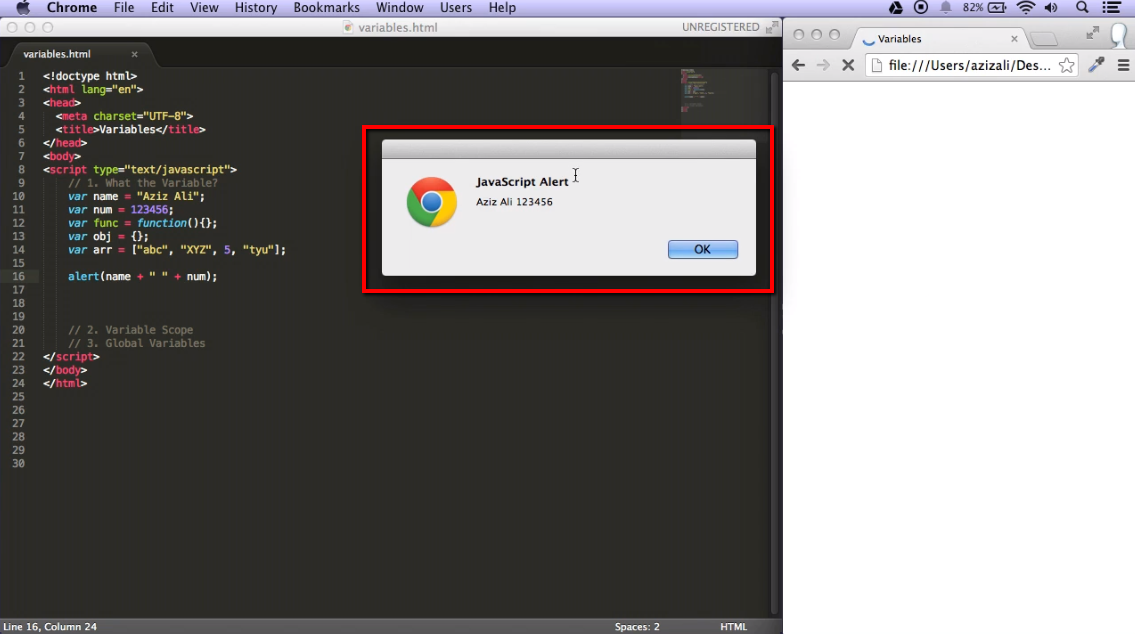 Chrome File Edit View History Bookmarks Window Users Help 82%
variables.html UNREGISTERED
variables.html
1 <!doctype html>
2 <html lang="en">
3 <head>
4 <meta charset="UTF-8">
5 <title>Variables</title>
6 </head>
7 <body>
8 <script type="text/javascript">
9 // 1. What the Variable?
10 var name = "Aziz Ali";
11 var num = 123456;
12 var func = function(){};
13 var obj = {};
14 var arr = ["abc", "XYZ", 5, "tyu"];
15
16 alert(name + " " + num);
17
18
19
20 // 2. Variable Scope
21 // 3. Global Variables
22 </script>
23 </body>
24 </html>
25
26
27
28
29
30
JavaScript Alert
Aziz Ali 123456
OK
Variables
file:///Users/azizali/Des...
Line 16, Column 24 Spaces: 2 HTML